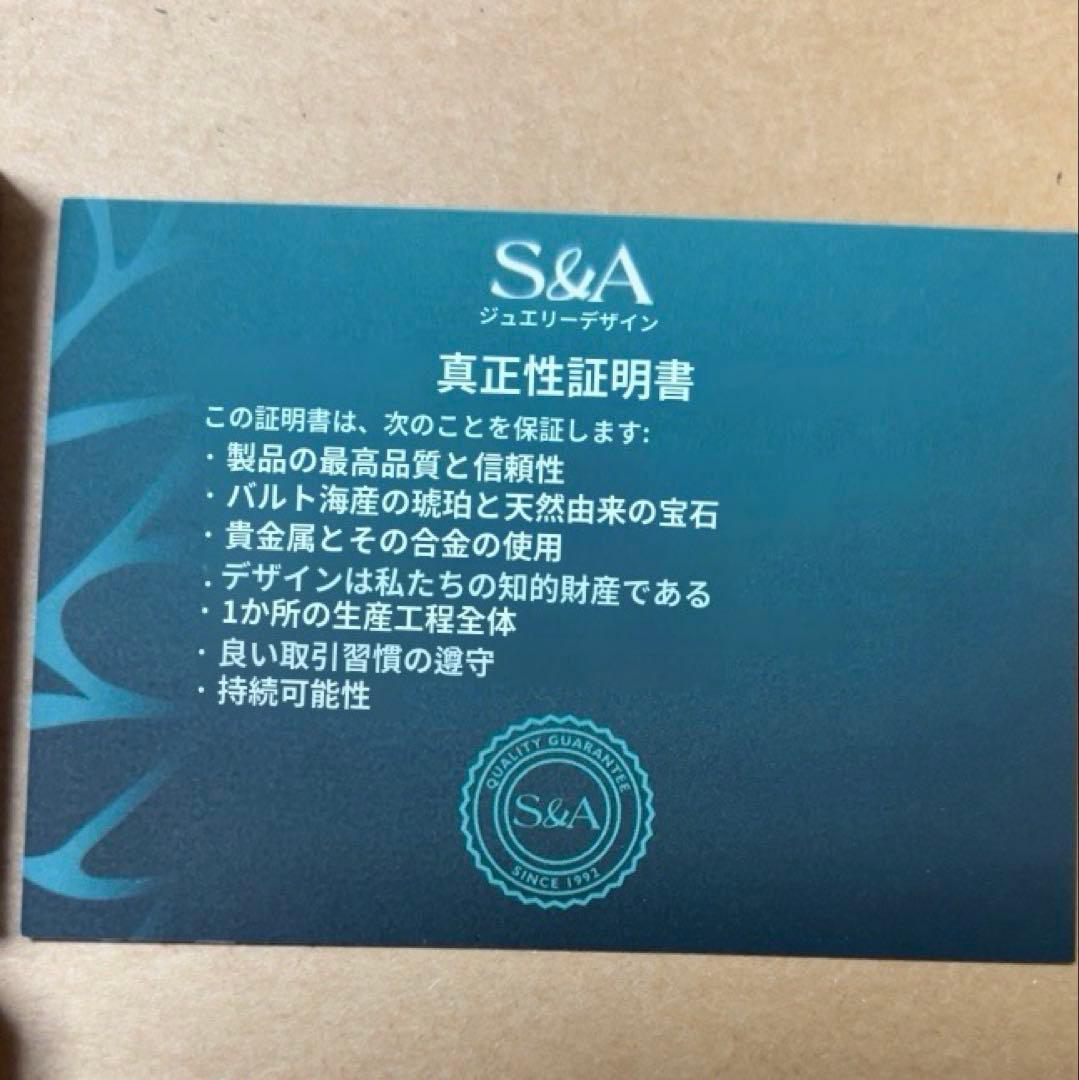 S&A
ジュエリーデザイン
真正性証明書
この証明書は、次のことを保証します:
・製品の最高品質と信頼性
・バルト海産の琥珀と天然由来の宝石
・貴金属とその合金の使用
・デザインは私たちの知的財産である
・1か所の生産工程全体
・良い取引習慣の遵守
・持続可能性
QUALITY GUARANTEE
S&A
SINCE 1992